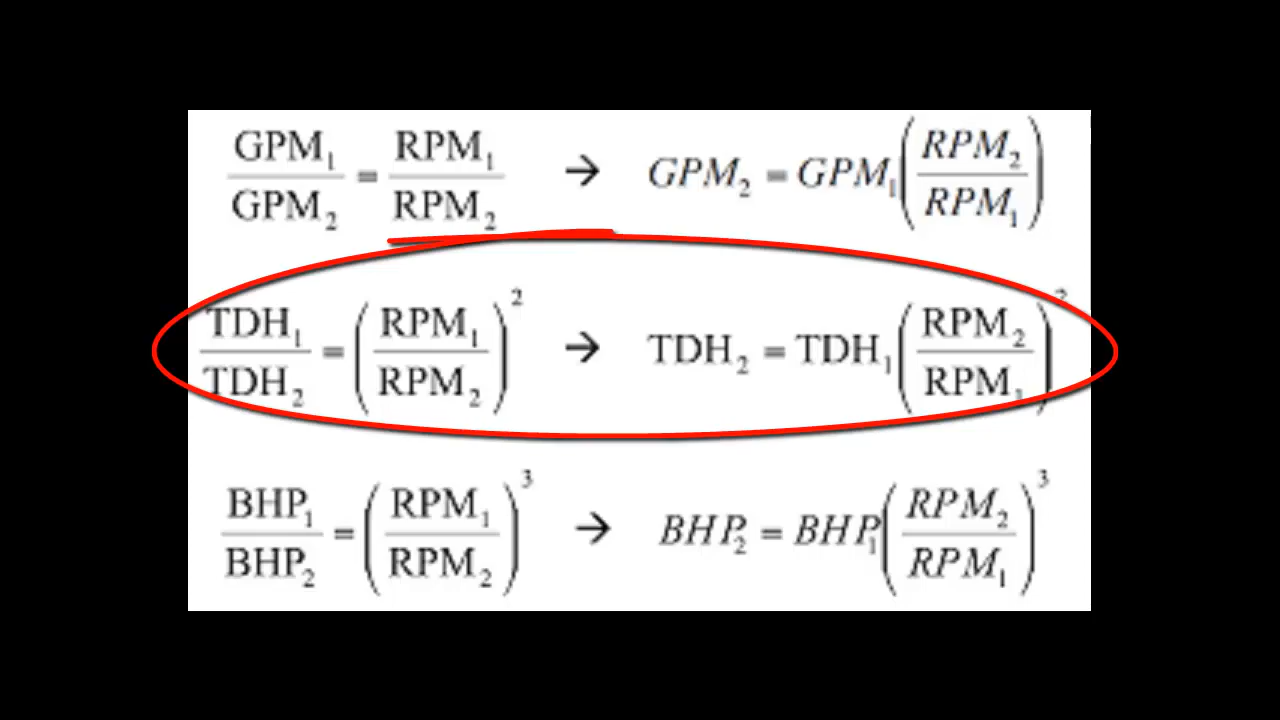 GPM₁/GPM₂ = RPM₁/RPM₂ → GPM₂ = GPM₁(RPM₂/RPM₁)
TDH₁/TDH₂ = (RPM₁/RPM₂)² → TDH₂ = TDH₁(RPM₂/RPM₁)²
BHP₁/BHP₂ = (RPM₁/RPM₂)³ → BHP₂ = BHP₁(RPM₂/RPM₁)³